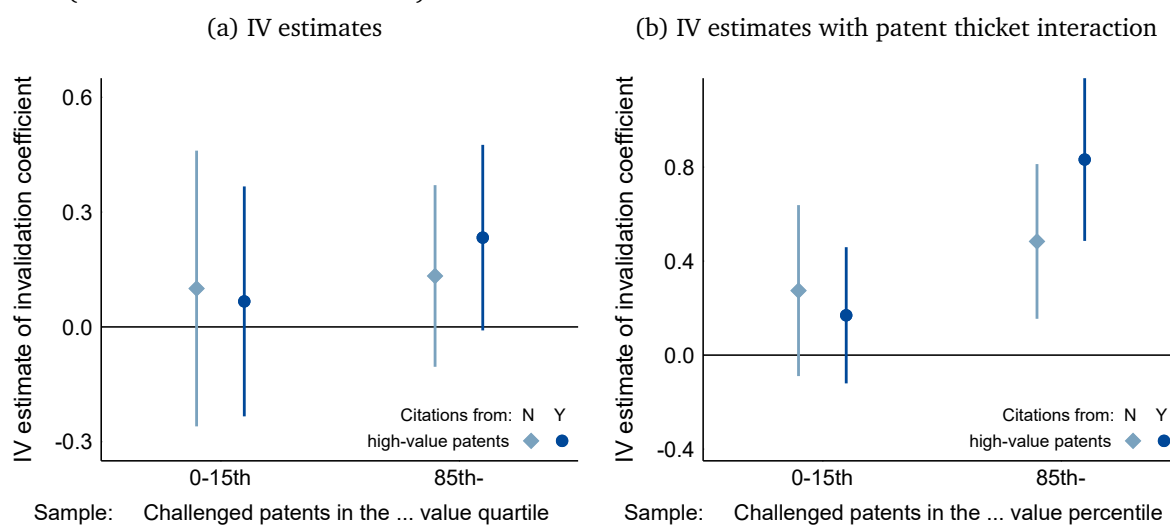 (a) IV estimates
(b) IV estimates with patent thicket interaction
IV estimate of invalidation coefficient
0.6
0.3
0.0
-0.3
Citations from: N Y
high-value patents
0-15th 85th-
Sample: Challenged patents in the ... value quartile
IV estimate of invalidation coefficient
0.8
0.4
0.0
-0.4
Citations from: N Y
high-value patents
0-15th 85th-
Sample: Challenged patents in the ... value percentile